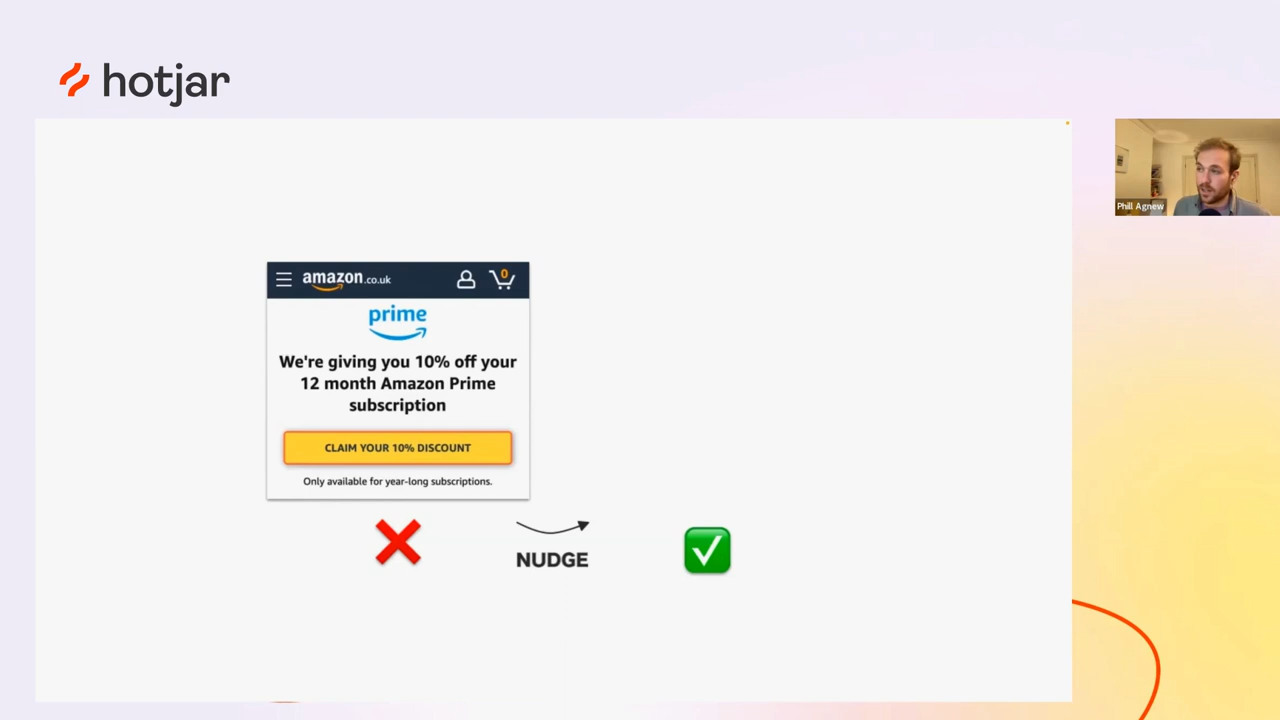 hotjar
Phill Agnew
amazon.co.uk
0
prime
We're giving you 10% off your
12 month Amazon Prime
subscription
CLAIM YOUR 10% DISCOUNT
Only available for year-long subscriptions.
NUDGE